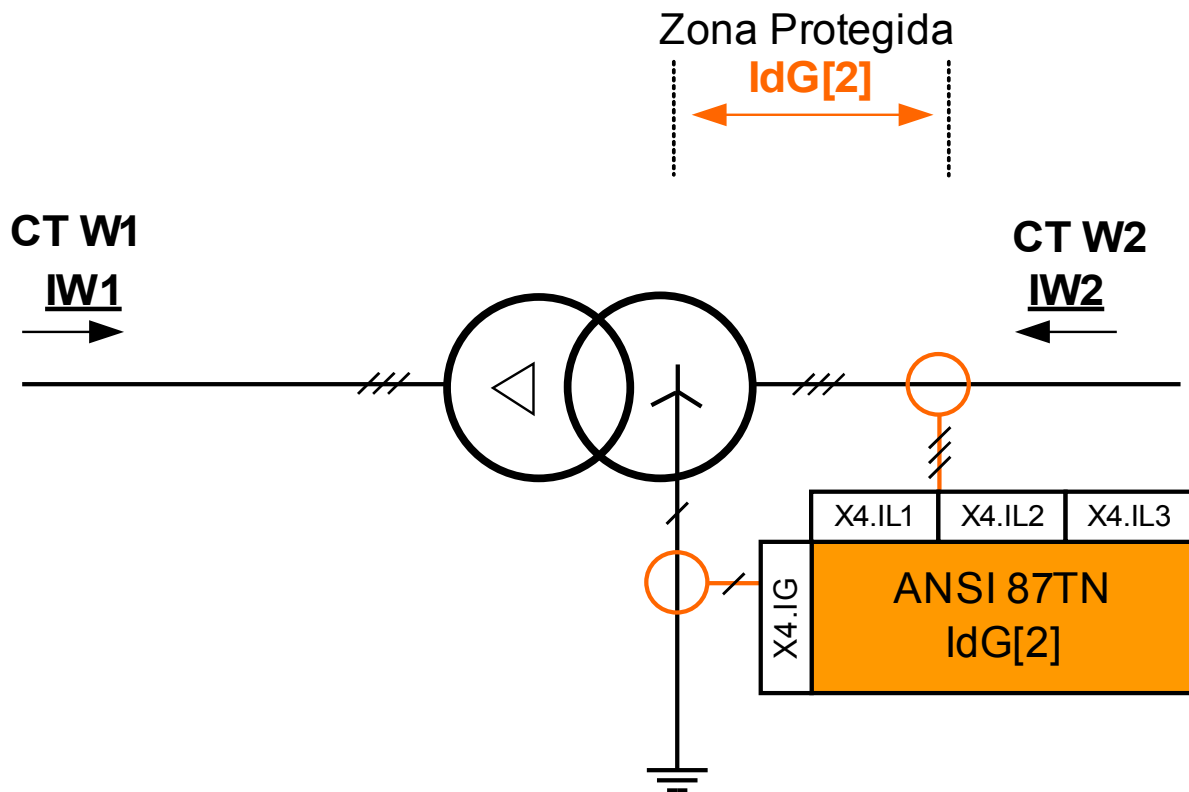 Zona Protegida
IdG[2]
CT W1
IW1
CT W2
IW2
X4.IL1
X4.IL2
X4.IL3
X4.IG
ANSI 87TN
IdG[2]